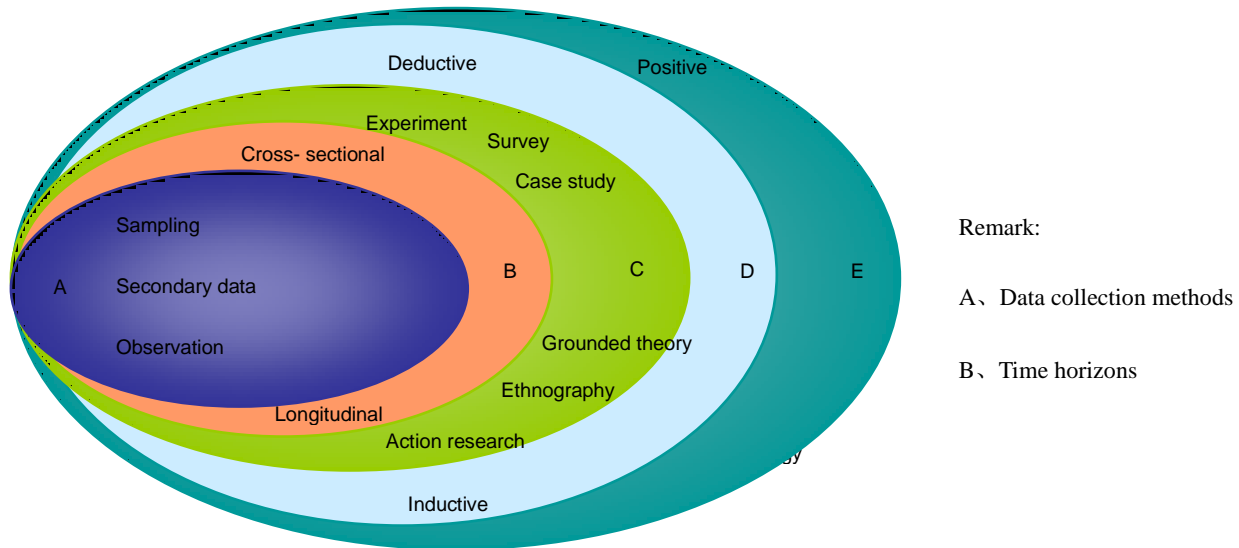 Deductive
Positive
Experiment
Survey
Cross- sectional
Case study
Sampling
A
Secondary data
B
C
D
E
Observation
Grounded theory
Ethnography
Longitudinal
Action research
Inductive
Remark:
A、Data collection methods
B、Time horizons